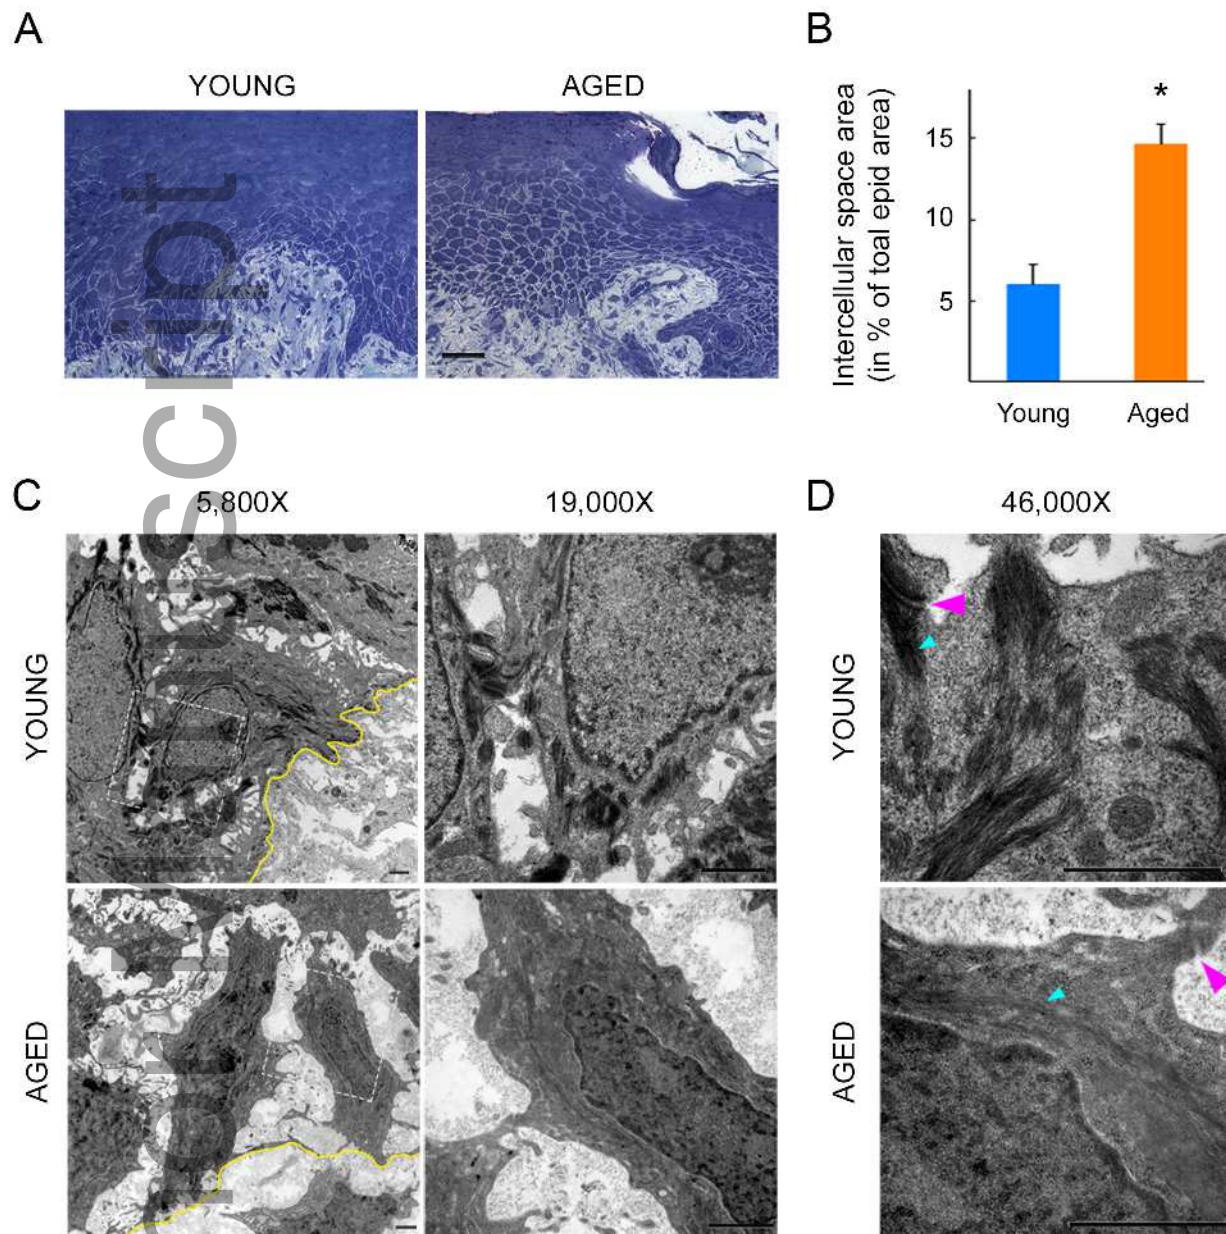 A
YOUNG
AGED
B
Intercellular space area
(in % of toal epid area)
*
15
10
5
Young
Aged
C
5,800X
19,000X
D
46,000X
YOUNG
AGED
YOUNG
AGED